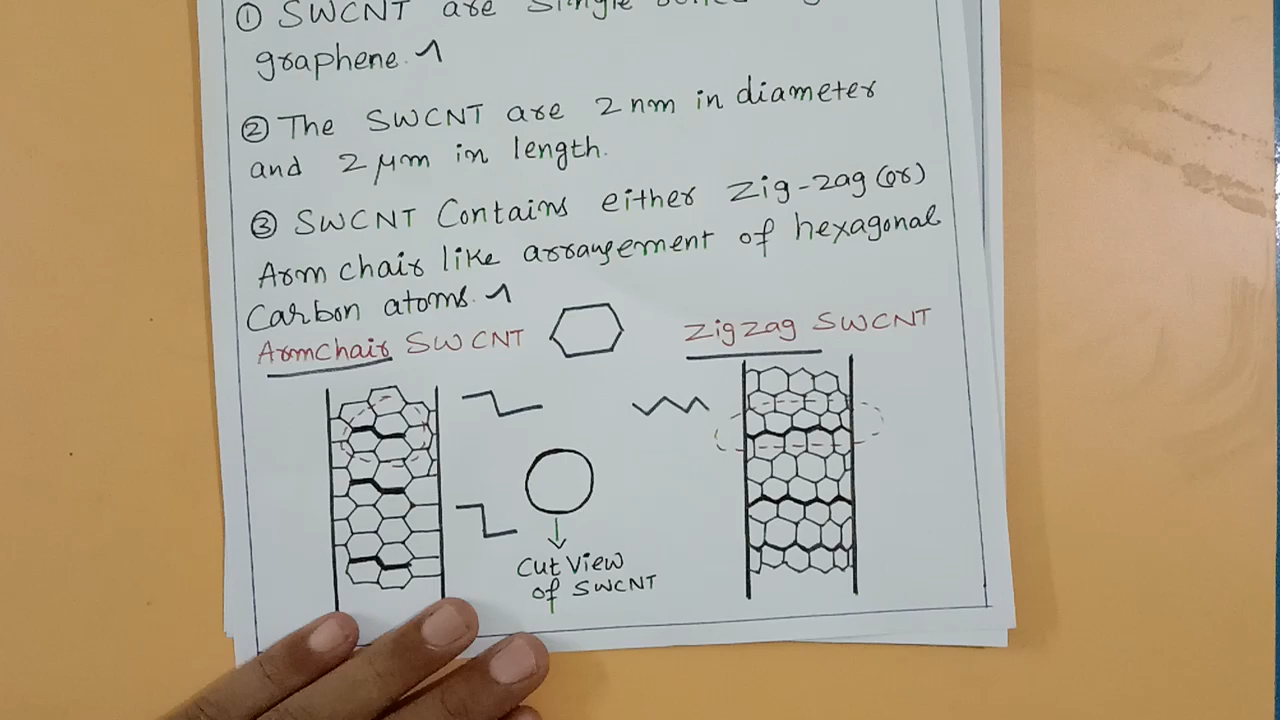 ① SWCNT are Single
graphene.
② The SWCNT are 2 nm in diameter
and 2 μm in length.
③ SWCNT Contains either Zig-zag (or)
Arm chair like arrangement of hexagonal
Carbon atoms.
Armchair SWCNT
Zigzag SWCNT
Cut View
of SWCNT